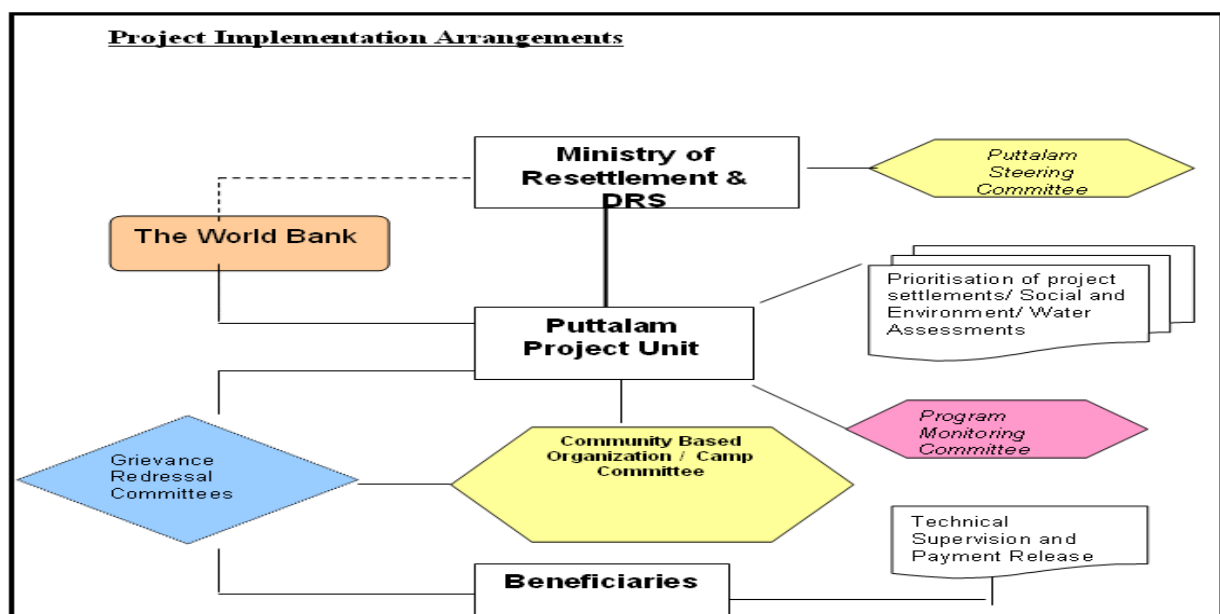 Project Implementation Arrangements
Ministry of
Resettlement &
DRS
Puttalam
Steering
Committee
The World Bank
Prioritisation of project
settlements/ Social and
Environment/ Water
Assessments
Puttalam
Project Unit
Program
Monitoring
Committee
Community Based
Organization / Camp
Committee
Grievance
Redressal
Committees
Technical
Supervision and
Payment Release
Beneficiaries